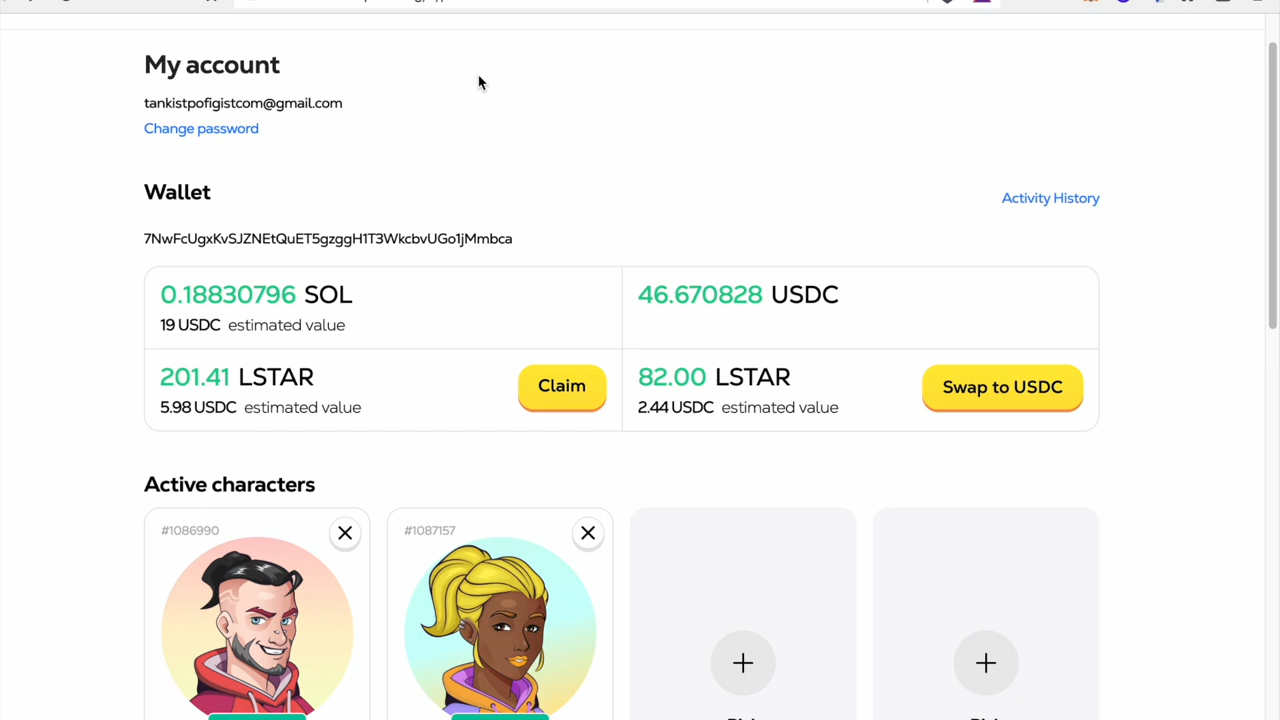 My account
tankistpofigistcom@gmail.com
Change password
Wallet
Activity History
7NwFcUgxKvSJZNEtQuET5gzggH1T3WkcbvUGo1jMmbca
0.18830796 SOL
19 USDC estimated value
46.670828 USDC
201.41 LSTAR
5.98 USDC estimated value
Claim
82.00 LSTAR
2.44 USDC estimated value
Swap to USDC
Active characters
#1086990
#1087157